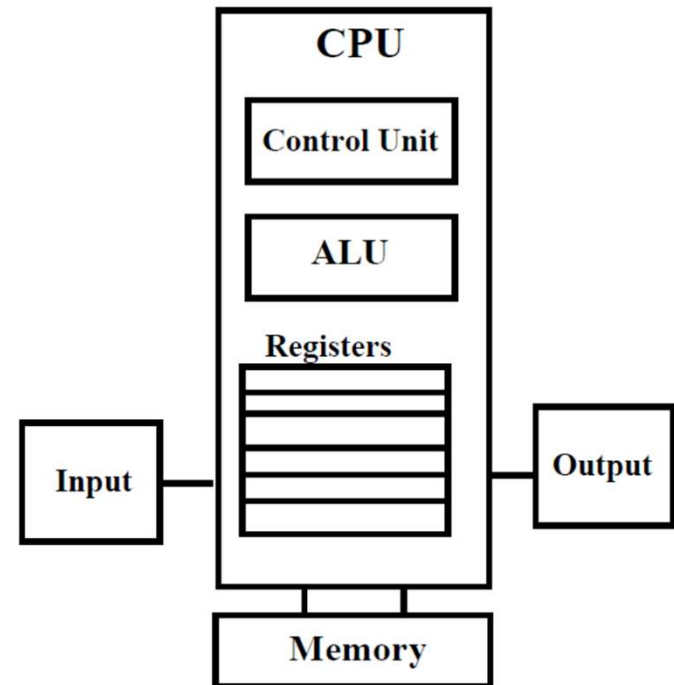 CPU
Control Unit
ALU
Registers
Input
Output
Memory